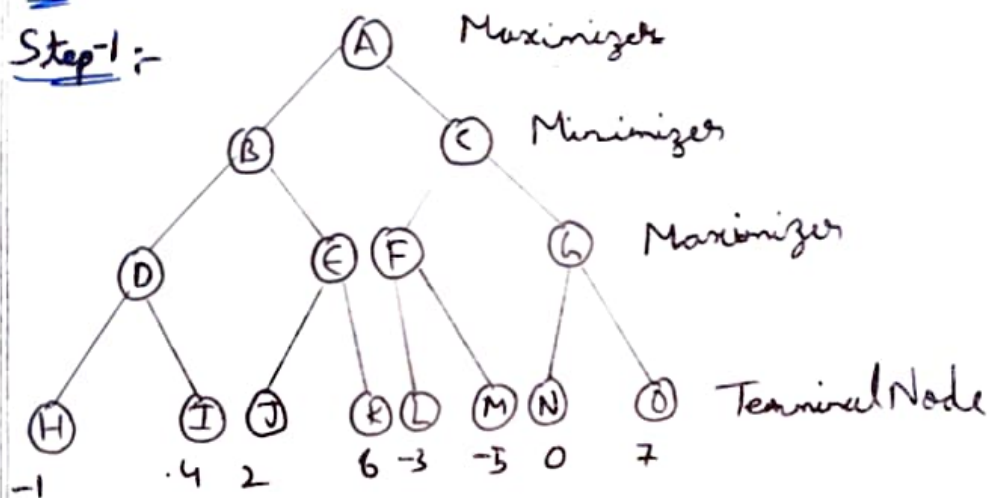 Step-1 :-
A Maximizer
B C Minimizer
D E F G Maximizer
H I J K L M N O Terminal Node
-1 4 2 6 -3 -5 0 7